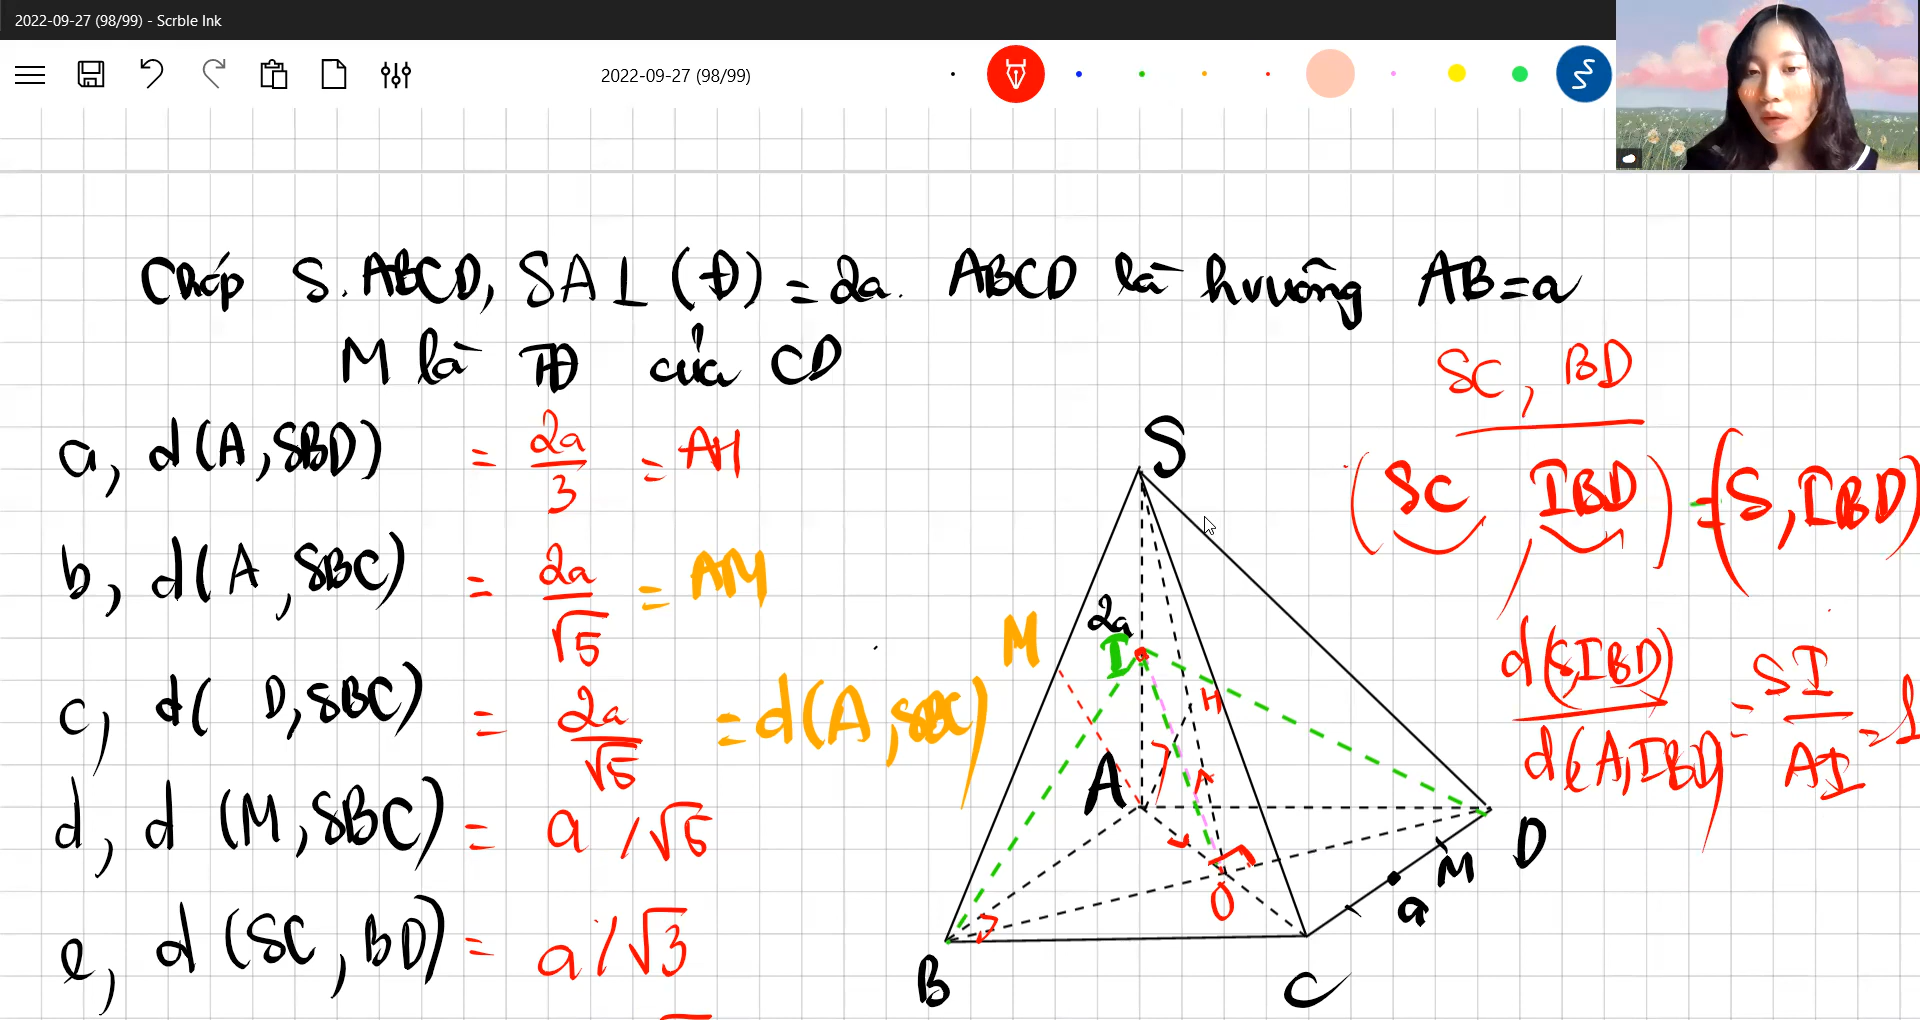 2022-09-27 (98/99) - Scrble Ink
2022-09-27 (98/99)
Chóp S.ABCD, SA⊥(Đ) = 2a. ABCD là hvuông AB=a
M là TĐ của CD
a, d(A,SBD) = 2a/3 = AH
b, d(A,SBC) = 2a/√5 = AM
c, d(D,SBC) = 2a/√5 = d(A,SBC)
d, d(M,SBC) = a/√5
e, d(SC,BD) = a/√3
SC, BD
(SC, IBD) = (S, IBD)
d(S,IBD)/d(A,IBD) = SI/AI = 1
S
2a
M
I
H
A
O
M
D
a
B
C